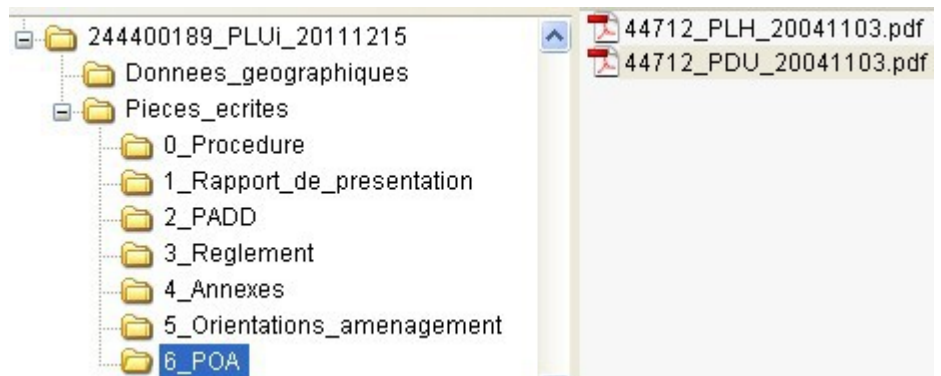 244400189_PLUi_20111215
Donnees_geographiques
Pieces_ecrites
0_Procedure
1_Rapport_de_presentation
2_PADD
3_Reglement
4_Annexes
5_Orientations_amenagement
6_POA
44712_PLH_20041103.pdf
44712_PDU_20041103.pdf